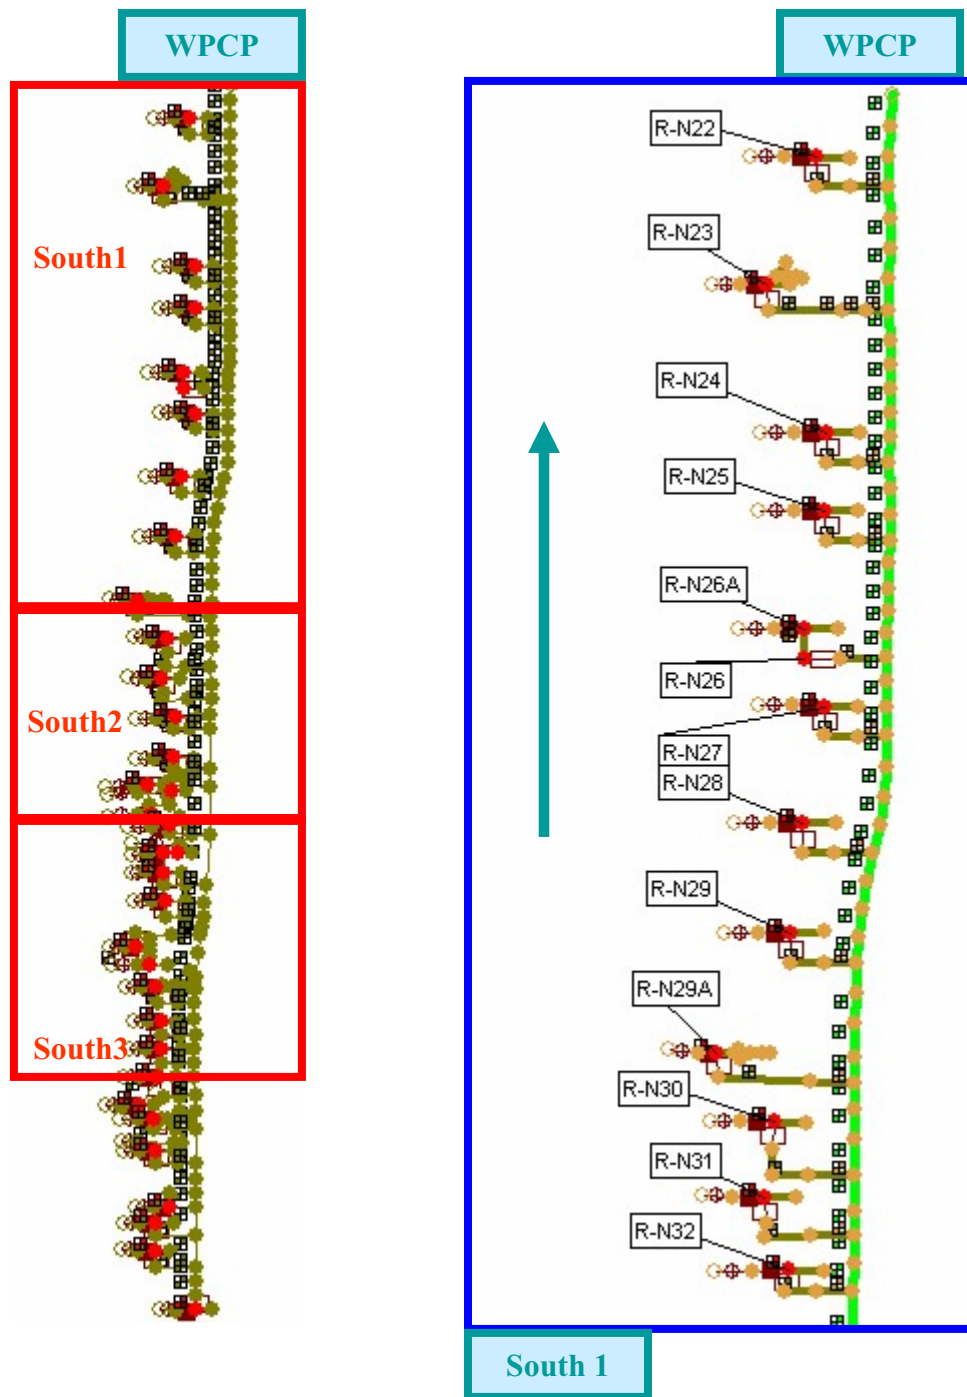 WPCP
WPCP
South1
South2
South3
R-N22
R-N23
R-N24
R-N25
R-N26A
R-N26
R-N27
R-N28
R-N29
R-N29A
R-N30
R-N31
R-N32
South 1